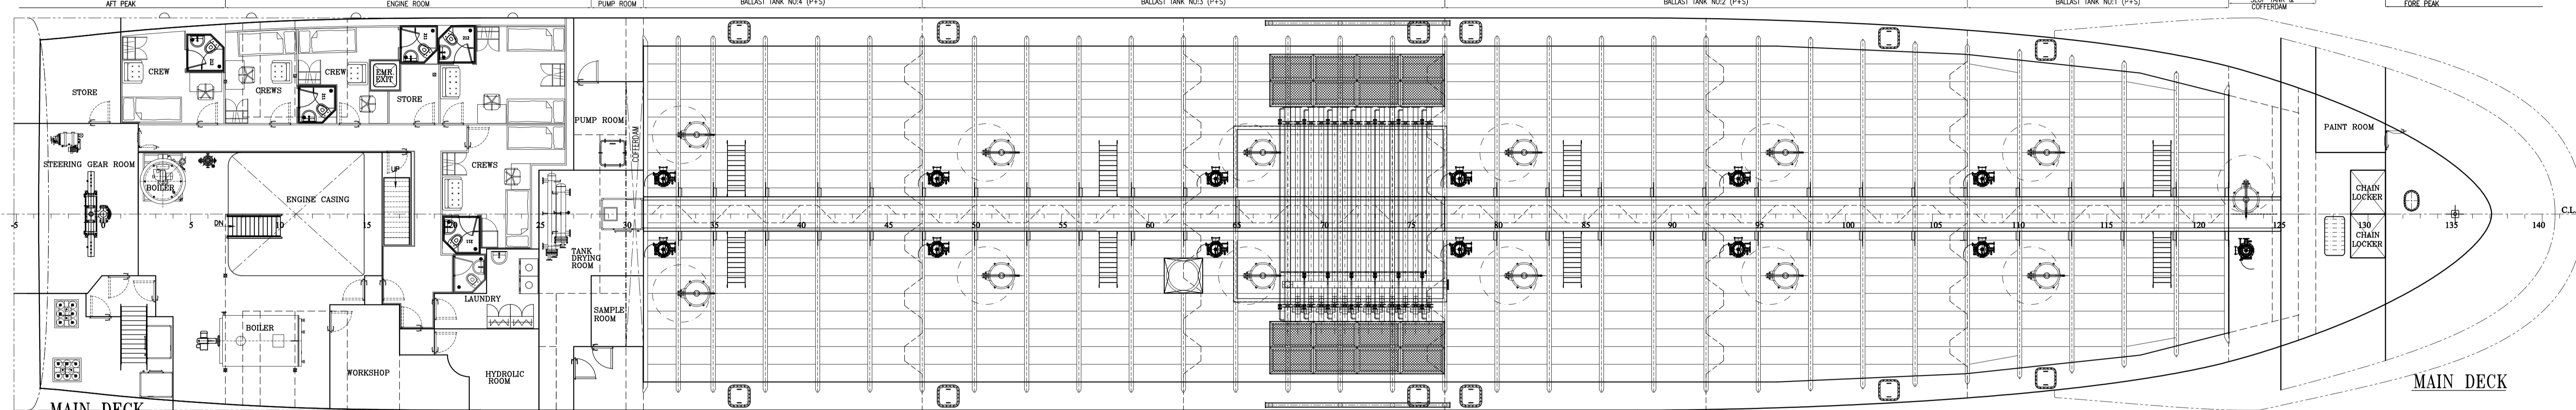 AFT PEAK
ENGINE ROOM
PUMP ROOM
BALLAST TANK NO:4 (P+S)
BALLAST TANK NO:3 (P+S)
BALLAST TANK NO:2 (P+S)
BALLAST TANK NO:1 (P+S)
SLOP TANK &
COFFERDAM
FORE PEAK
CREW
CREW
EMR.
EXIT
STORE
CREWS
STORE
PUMP ROOM
COFFERDAM
PAINT ROOM
STEERING GEAR ROOM
BOILER
UP
CREWS
ENGINE CASING
CHAIN
LOCKER
C.L.
DN
-5
0
5
10
15
20
25
30
35
40
45
50
55
60
65
70
75
80
85
90
95
100
105
110
115
120
125
130
135
140
CHAIN
LOCKER
TANK
DRYING
ROOM
LAUNDRY
SAMPLE
ROOM
BOILER
WORKSHOP
HYDROLIC
ROOM
MAIN DECK
MAIN DECK